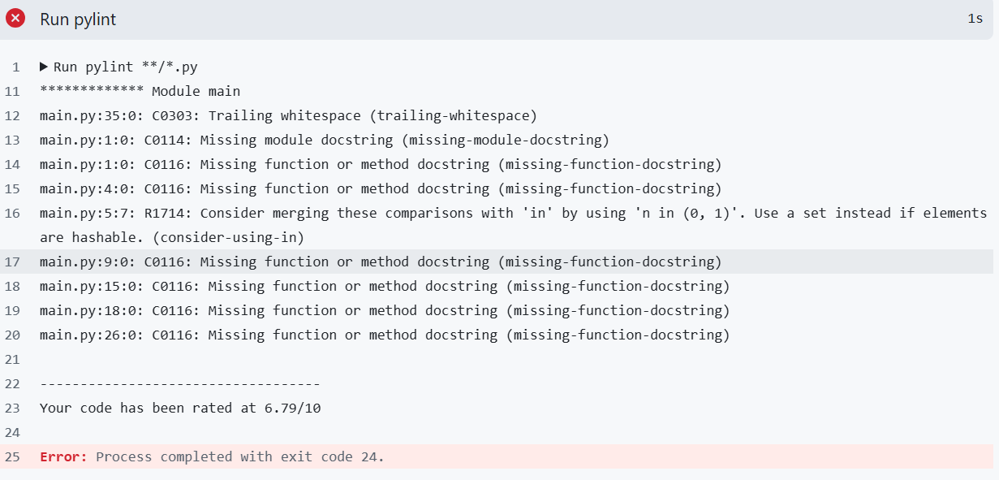 Run pylint
1s
1 Run pylint **/*.py
11 ************* Module main
12 main.py:35:0: C0303: Trailing whitespace (trailing-whitespace)
13 main.py:1:0: C0114: Missing module docstring (missing-module-docstring)
14 main.py:1:0: C0116: Missing function or method docstring (missing-function-docstring)
15 main.py:4:0: C0116: Missing function or method docstring (missing-function-docstring)
16 main.py:5:7: R1714: Consider merging these comparisons with 'in' by using 'n in (0, 1)'. Use a set instead if elements
are hashable. (consider-using-in)
17 main.py:9:0: C0116: Missing function or method docstring (missing-function-docstring)
18 main.py:15:0: C0116: Missing function or method docstring (missing-function-docstring)
19 main.py:18:0: C0116: Missing function or method docstring (missing-function-docstring)
20 main.py:26:0: C0116: Missing function or method docstring (missing-function-docstring)
21
22 -----------------------------------
23 Your code has been rated at 6.79/10
24
25 Error: Process completed with exit code 24.